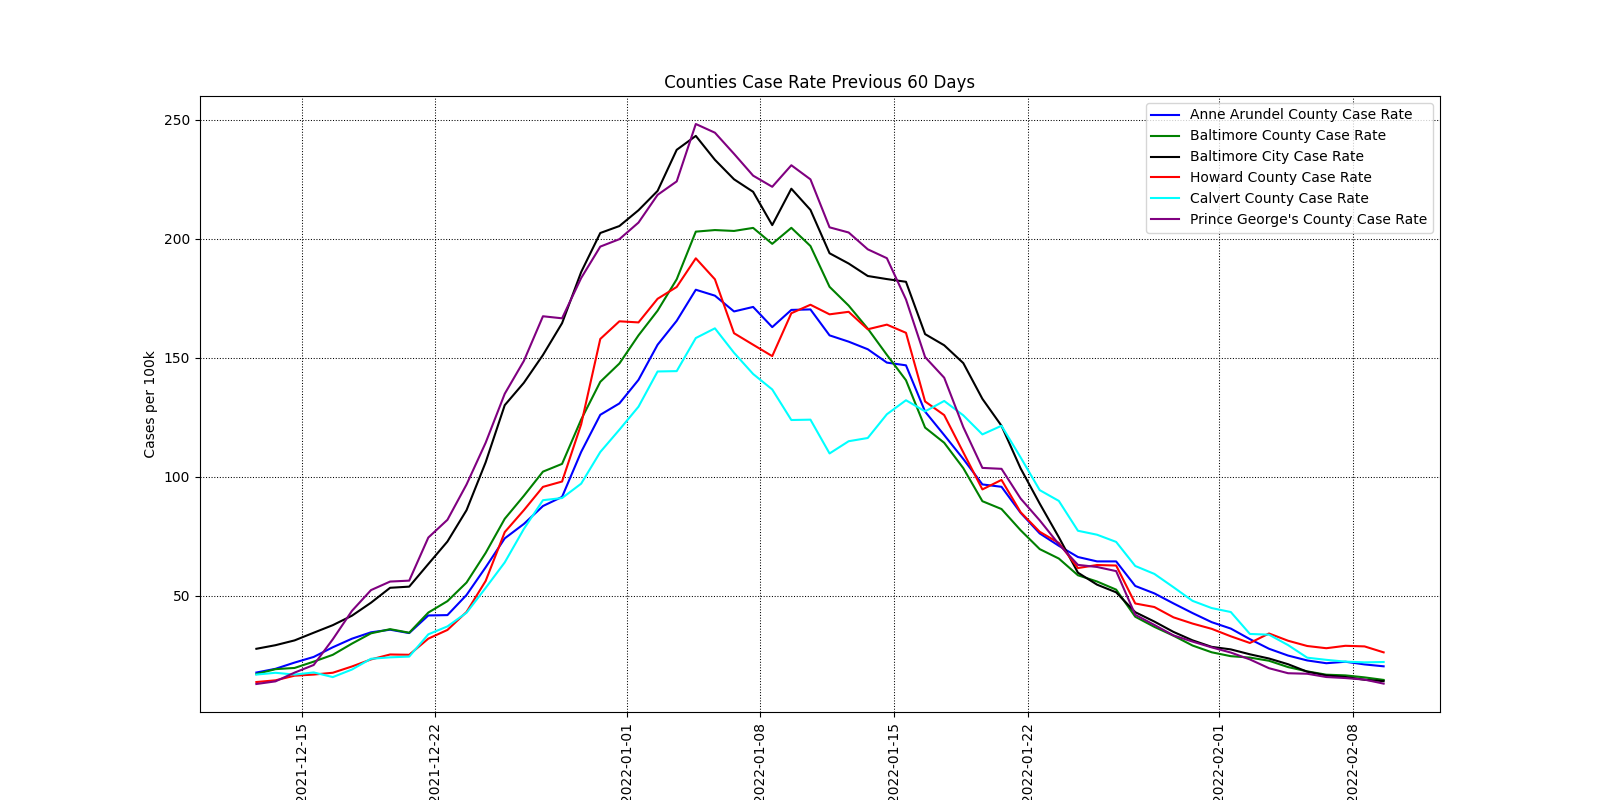 Counties Case Rate Previous 60 Days
250
200
150
100
50
Cases per 100k
Anne Arundel County Case Rate
Baltimore County Case Rate
Baltimore City Case Rate
Howard County Case Rate
Calvert County Case Rate
Prince George's County Case Rate
2021-12-15
2021-12-22
2022-01-01
2022-01-08
2022-01-15
2022-01-22
2022-02-01
2022-02-08